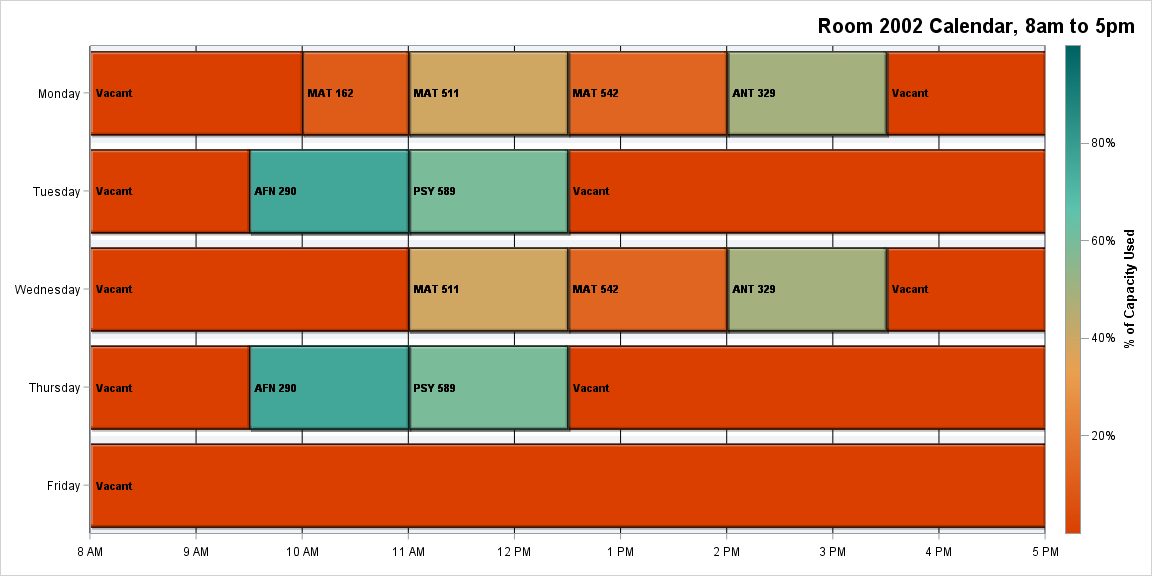 Room 2002 Calendar, 8am to 5pm
Monday
Vacant
MAT 162
MAT 511
MAT 542
ANT 329
Vacant
Tuesday
Vacant
AFN 290
PSY 589
Vacant
Wednesday
Vacant
MAT 511
MAT 542
ANT 329
Vacant
Thursday
Vacant
AFN 290
PSY 589
Vacant
Friday
Vacant
8 AM
9 AM
10 AM
11 AM
12 PM
1 PM
2 PM
3 PM
4 PM
5 PM
80%
60%
40%
20%
% of Capacity Used